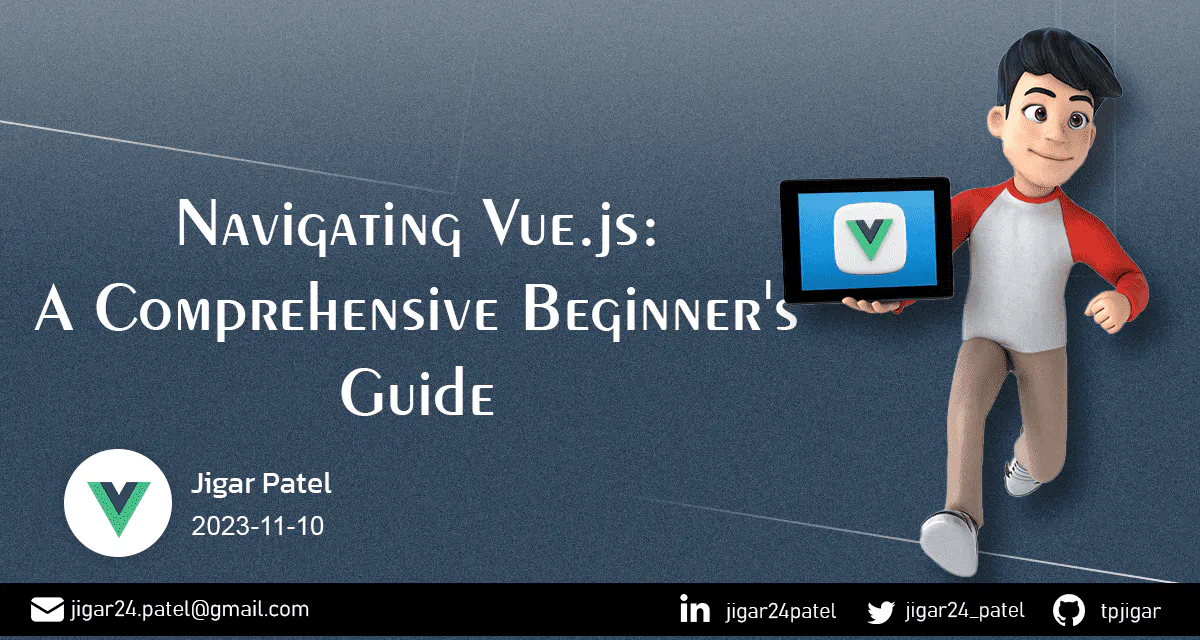 Navigating Vue.js:
A Comprehensive Beginner's
Guide
Jigar Patel
2023-11-10
jigar24.patel@gmail.com
jigar24patel
jigar24_patel
tpjigar